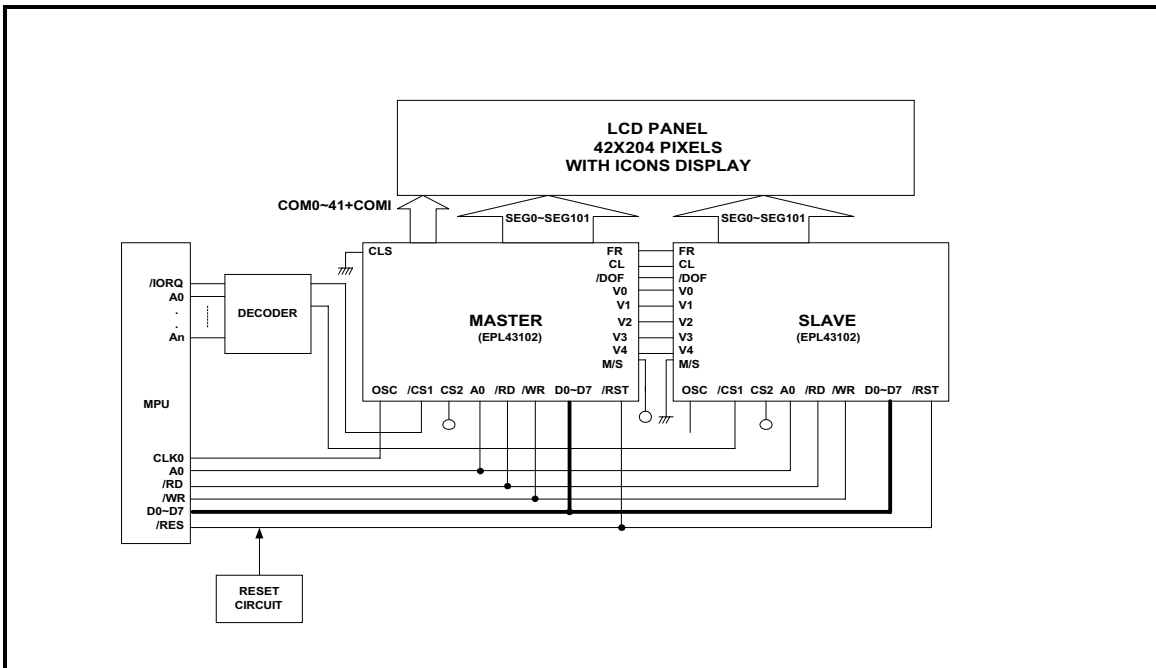 LCD PANEL
42X204 PIXELS
WITH ICONS DISPLAY
COM0~41+COMI
SEG0~SEG101
SEG0~SEG101
CLS
FR
CL
/DOF
V0
V1
V2
V3
V4
M/S
FR
CL
/DOF
V0
V1
V2
V3
V4
M/S
MASTER
(EPL43102)
SLAVE
(EPL43102)
/IORQ
A0
.
.
An
DECODER
MPU
OSC /CS1 CS2 A0 /RD /WR D0~D7 /RST
OSC /CS1 CS2 A0 /RD /WR D0~D7 /RST
CLK0
A0
/RD
/WR
D0~D7
/RES
RESET
CIRCUIT